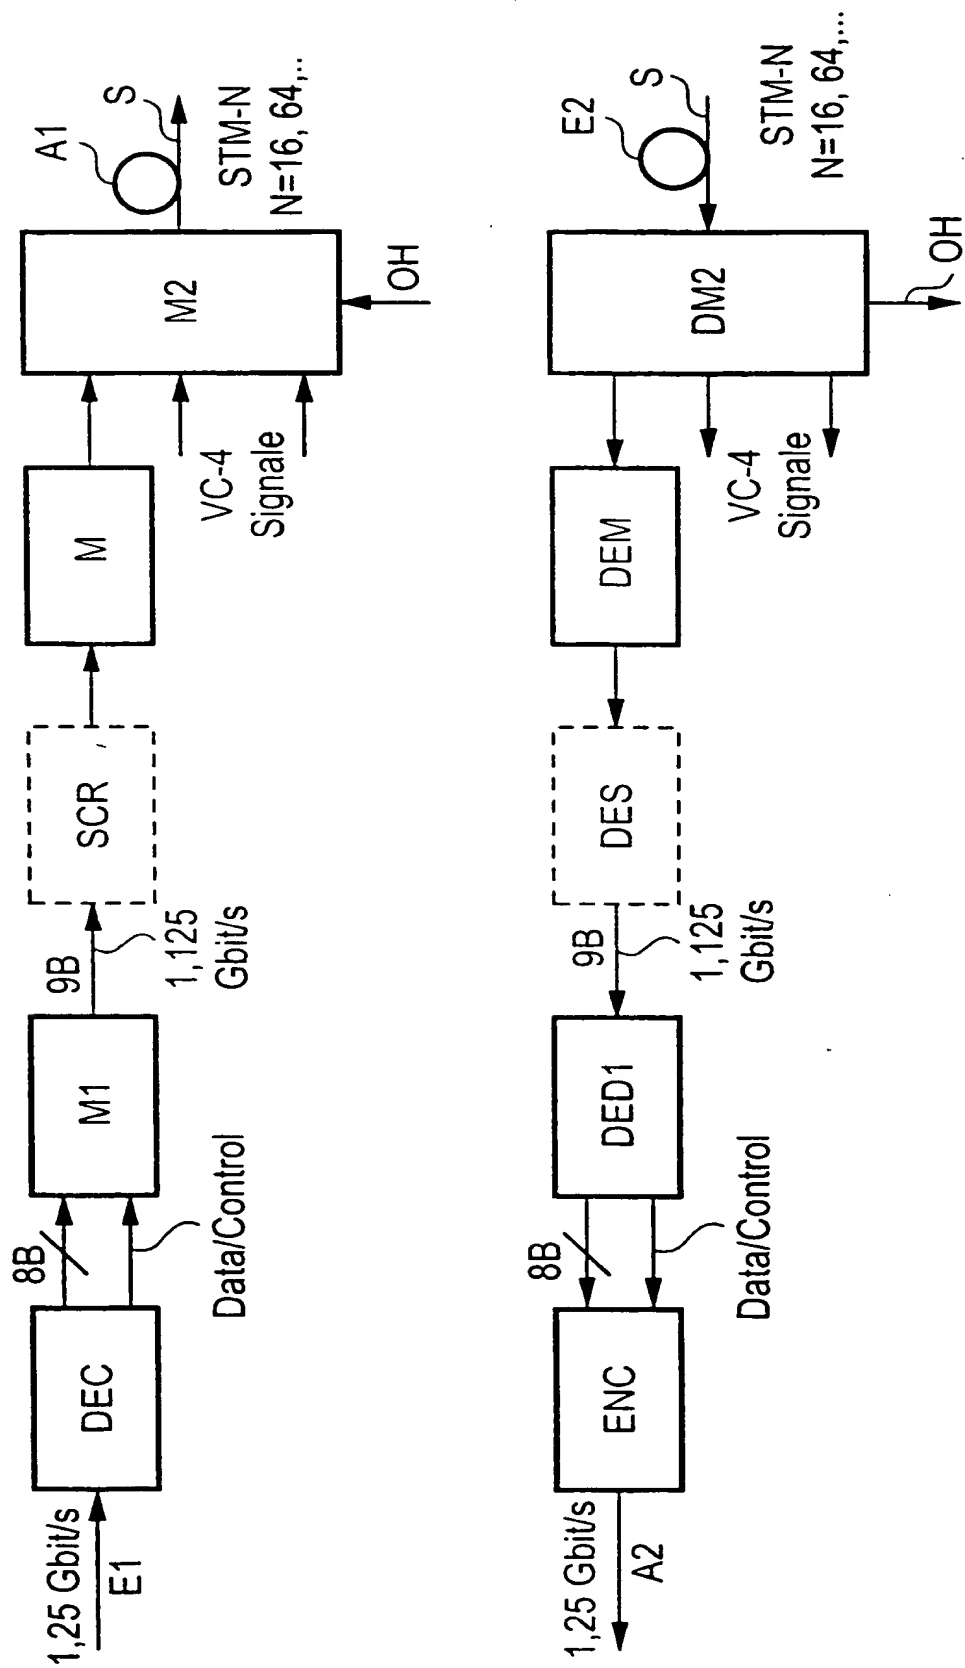 1,25 Gbit/s
E1
DEC
8B
Data/Control
M1
9B
1,125
Gbit/s
SCR
M
VC-4
Signale
M2
OH
A1
S
STM-N
N=16, 64,..
1,25 Gbit/s
A2
ENC
8B
Data/Control
DED1
9B
1,125
Gbit/s
DES
DEM
VC-4
Signale
DM2
OH
E2
S
STM-N
N=16, 64,...